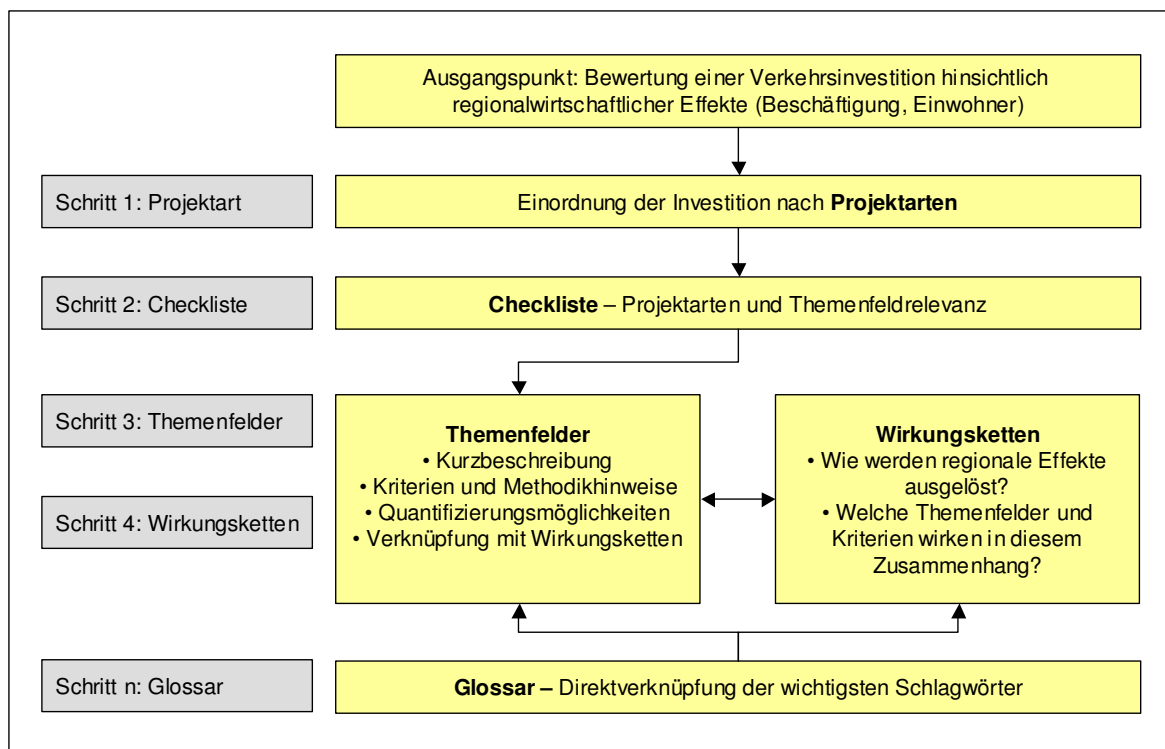 Ausgangspunkt: Bewertung einer Verkehrsinvestition hinsichtlich
regionalwirtschaftlicher Effekte (Beschäftigung, Einwohner)
Schritt 1: Projektart
Einordnung der Investition nach Projektarten
Schritt 2: Checkliste
Checkliste – Projektarten und Themenfeldrelevanz
Schritt 3: Themenfelder
Schritt 4: Wirkungsketten
Themenfelder
• Kurzbeschreibung
• Kriterien und Methodikhinweise
• Quantifizierungsmöglichkeiten
• Verknüpfung mit Wirkungsketten
Wirkungsketten
• Wie werden regionale Effekte
ausgelöst?
• Welche Themenfelder und
Kriterien wirken in diesem
Zusammenhang?
Schritt n: Glossar
Glossar – Direktverknüpfung der wichtigsten Schlagwörter